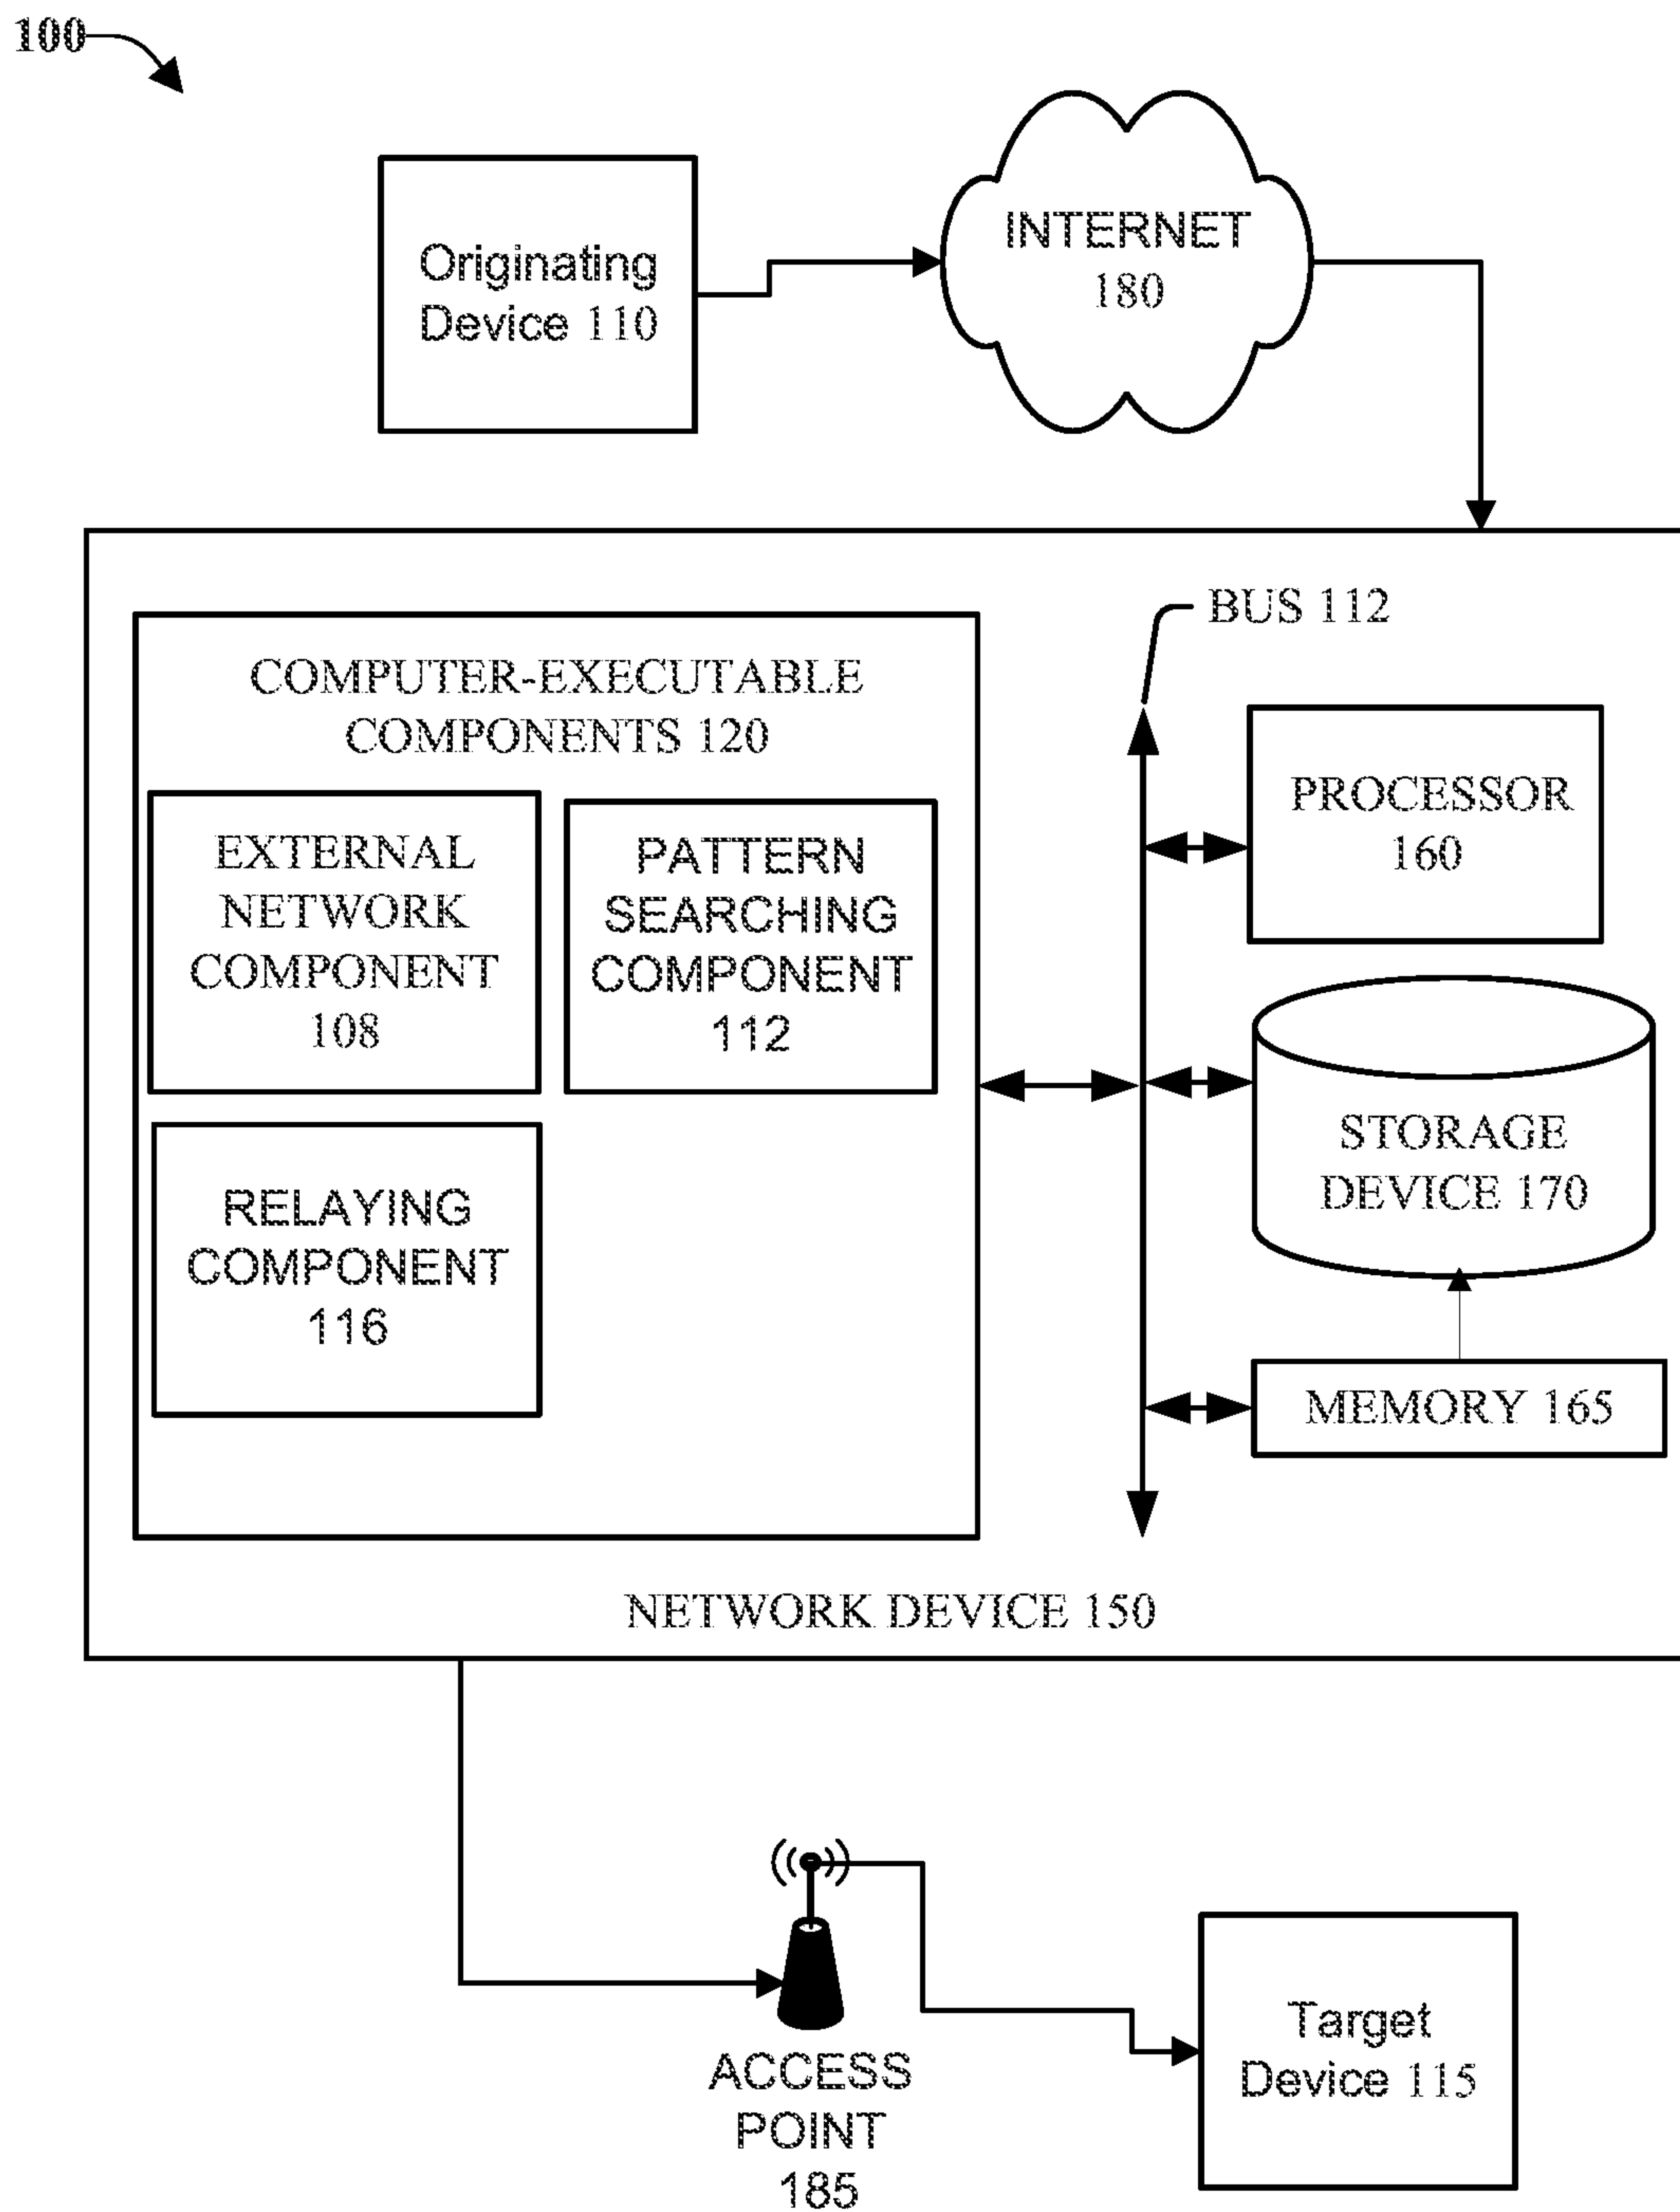 100
Originating
Device 110
INTERNET
180
BUS 112
COMPUTER-EXECUTABLE
COMPONENTS 120
EXTERNAL
NETWORK
COMPONENT
108
PATTERN
SEARCHING
COMPONENT
112
RELAYING
COMPONENT
116
PROCESSOR
160
STORAGE
DEVICE 170
MEMORY 165
NETWORK DEVICE 150
ACCESS
POINT
185
Target
Device 115